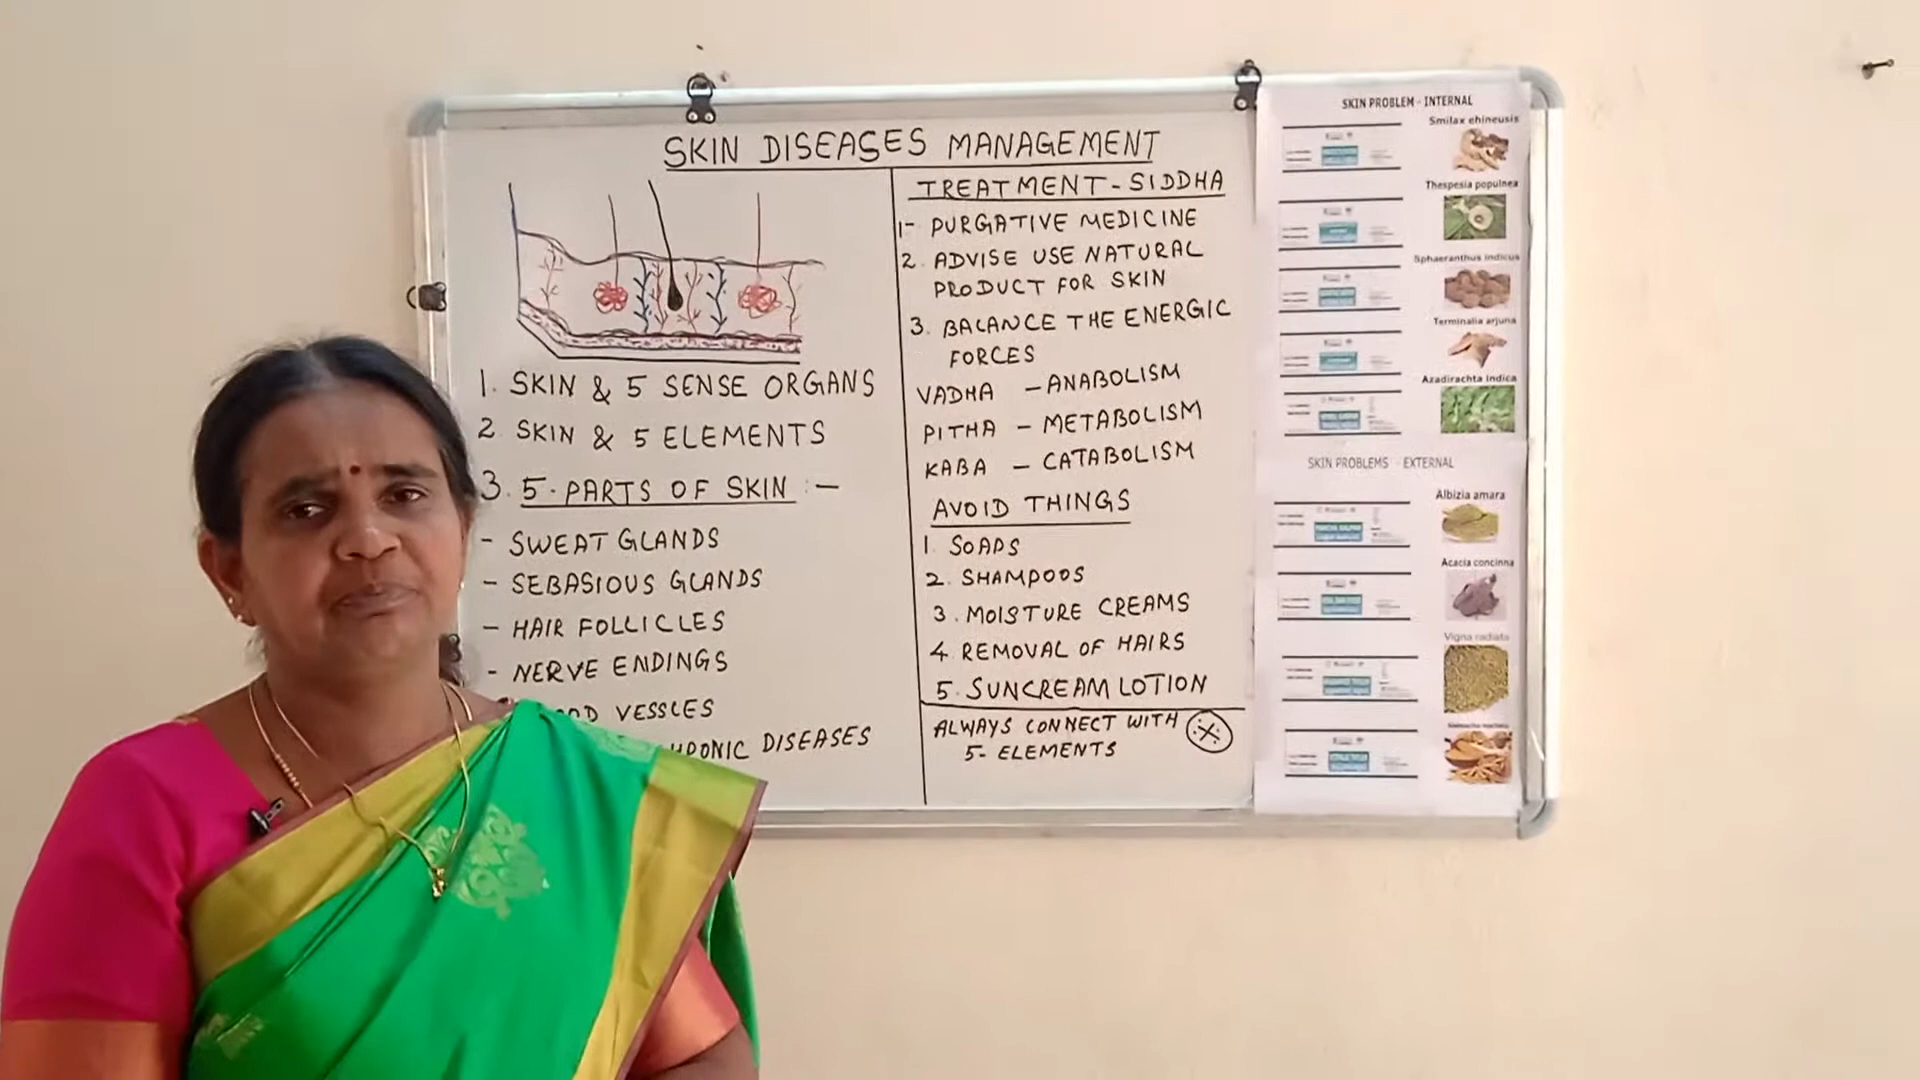 SKIN DISEASES MANAGEMENT
1. SKIN & 5 SENSE ORGANS
2 SKIN & 5 ELEMENTS
3. 5-PARTS OF SKIN :-
- SWEAT GLANDS
- SEBASIOUS GLANDS
- HAIR FOLLICLES
- NERVE ENDINGS
VESSLES
DISEASES
TREATMENT-SIDDHA
1- PURGATIVE MEDICINE
2. ADVISE USE NATURAL
PRODUCT FOR SKIN
3. BALANCE THE ENERGIC
FORCES
VADHA - ANABOLISM
PITHA - METABOLISM
KABA - CATABOLISM
AVOID THINGS
1. SOAPS
2. SHAMPOOS
3. MOISTURE CREAMS
4. REMOVAL OF HAIRS
5. SUNCREAM LOTION
ALWAYS CONNECT WITH
5- ELEMENTS
SKIN PROBLEM - INTERNAL
Smilax ehineusis
Thespesia populnea
Sphaeranthus indicus
Terminalia arjuna
Azadirachta indica
SKIN PROBLEMS - EXTERNAL
Albizia amara
Acacia concinna
Vigna radiata